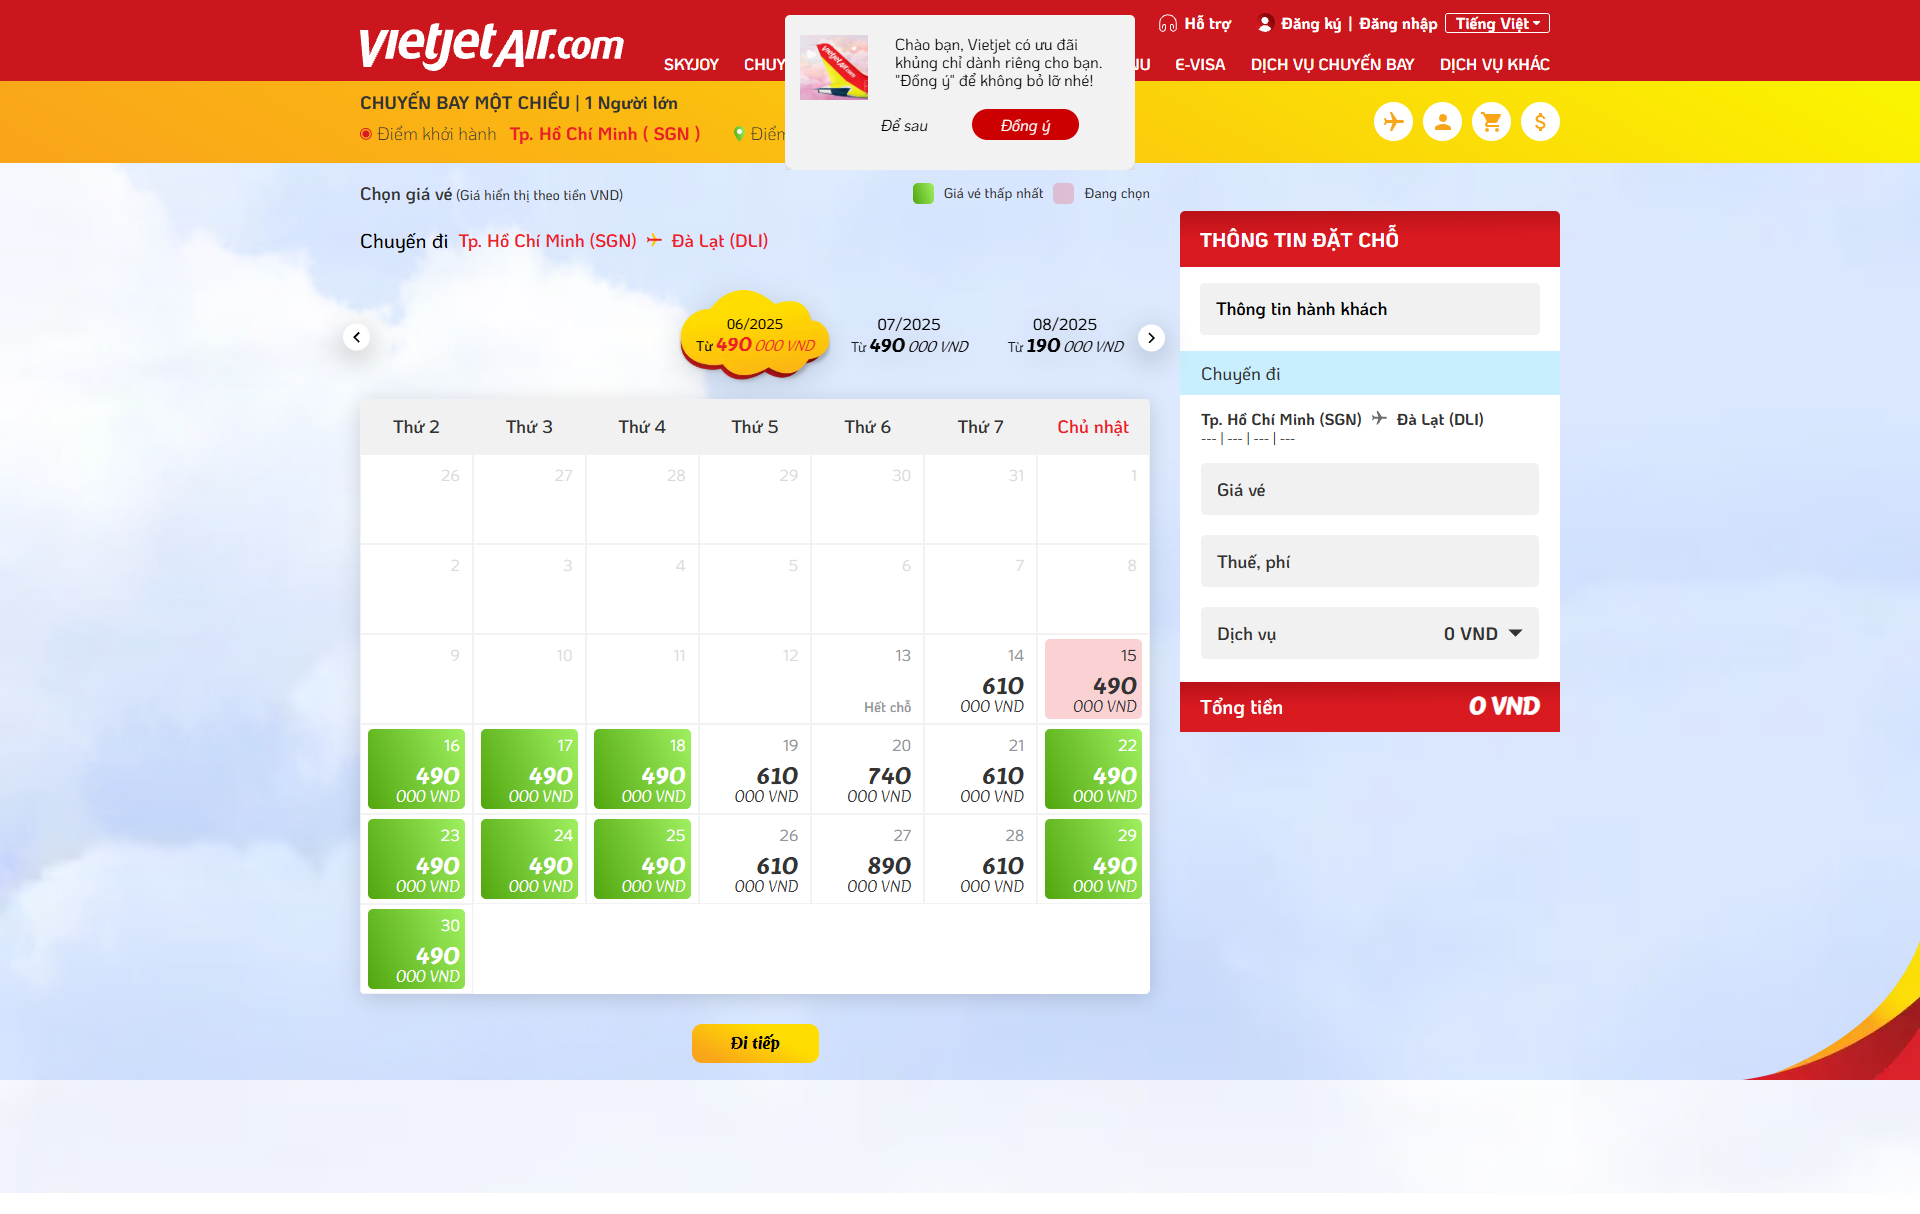 vietjetAir.com
Hỗ trợ
Đăng ký | Đăng nhập
Tiếng Việt
SKYJOY
CHUY
E-VISA
DỊCH VỤ CHUYẾN BAY
DỊCH VỤ KHÁC
Chào bạn, Vietjet có ưu đãi
khủng chỉ dành riêng cho bạn.
"Đồng ý" để không bỏ lỡ nhé!
Để sau
Đồng ý
CHUYẾN BAY MỘT CHIỀU | 1 Người lớn
Điểm khởi hành Tp. Hồ Chí Minh ( SGN )
Điểm
Chọn giá vé (Giá hiển thị theo tiền VND)
Giá vé thấp nhất
Đang chọn
Chuyến đi Tp. Hồ Chí Minh (SGN) Đà Lạt (DLI)
06/2025
Từ 490 000 VND
07/2025
Từ 490 000 VND
08/2025
Từ 190 000 VND
Thứ 2 Thứ 3 Thứ 4 Thứ 5 Thứ 6 Thứ 7 Chủ nhật
26 27 28 29 30 31 1
2 3 4 5 6 7 8
9 10 11 12 13 14 15
610 490
Hết chỗ 000 VND 000 VND
16 17 18 19 20 21 22
490 490 490 610 740 610 490
000 VND 000 VND 000 VND 000 VND 000 VND 000 VND 000 VND
23 24 25 26 27 28 29
490 490 490 610 890 610 490
000 VND 000 VND 000 VND 000 VND 000 VND 000 VND 000 VND
30
490
000 VND
Đi tiếp
THÔNG TIN ĐẶT CHỖ
Thông tin hành khách
Chuyến đi
Tp. Hồ Chí Minh (SGN) Đà Lạt (DLI)
--- | --- | --- | ---
Giá vé
Thuế, phí
Dịch vụ 0 VND
Tổng tiền 0 VND